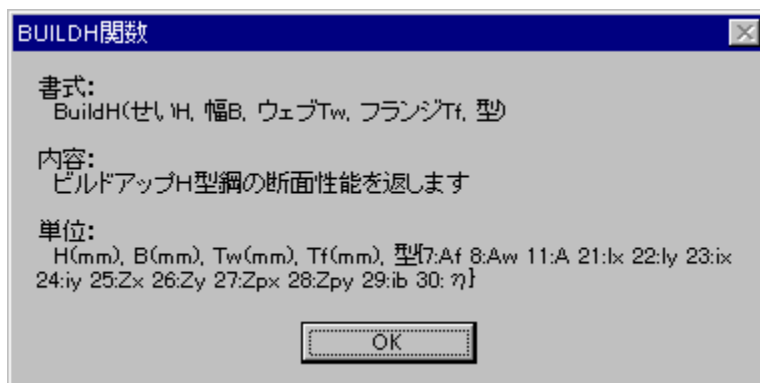 BUILDH関数
書式:
BuildH(せいH, 幅B, ウェブTw, フランジTf, 型)
内容:
ビルドアップH型鋼の断面性能を返します
単位:
H(mm), B(mm), Tw(mm), Tf(mm), 型{7:Af 8:Aw 11:A 21:Ix 22:Iy 23:ix
24:iy 25:Zx 26:Zy 27:Zpx 28:Zpy 29:ib 30: η}
OK